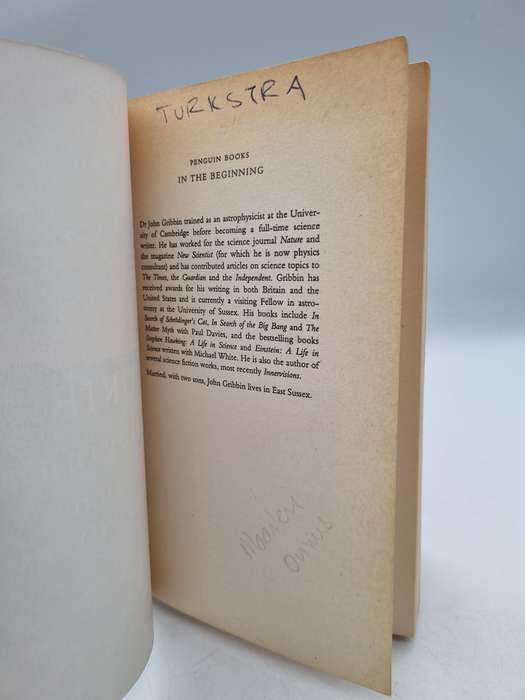 TURKSTRA
PENGUIN BOOKS
IN THE BEGINNING
Dr John Gribbin trained as an astrophysicist at the Univer-
sity of Cambridge before becoming a full-time science
writer. He has worked for the science journal Nature and
the magazine New Scientist (for which he is now physics
consultant) and has contributed articles on science topics to
The Times, the Guardian and the Independent. Gribbin has
received awards for his writing in both Britain and the
United States and is currently a visiting Fellow in astro-
nomy at the University of Sussex. His books include In
Search of Schrödinger's Cat, In Search of the Big Bang and The
Matter Myth with Paul Davies, and the bestselling books
Stephen Hawking: A Life in Science and Einstein: A Life in
Science written with Michael White. He is also the author of
several science fiction works, most recently Innervisions.
Married, with two sons, John Gribbin lives in East Sussex.